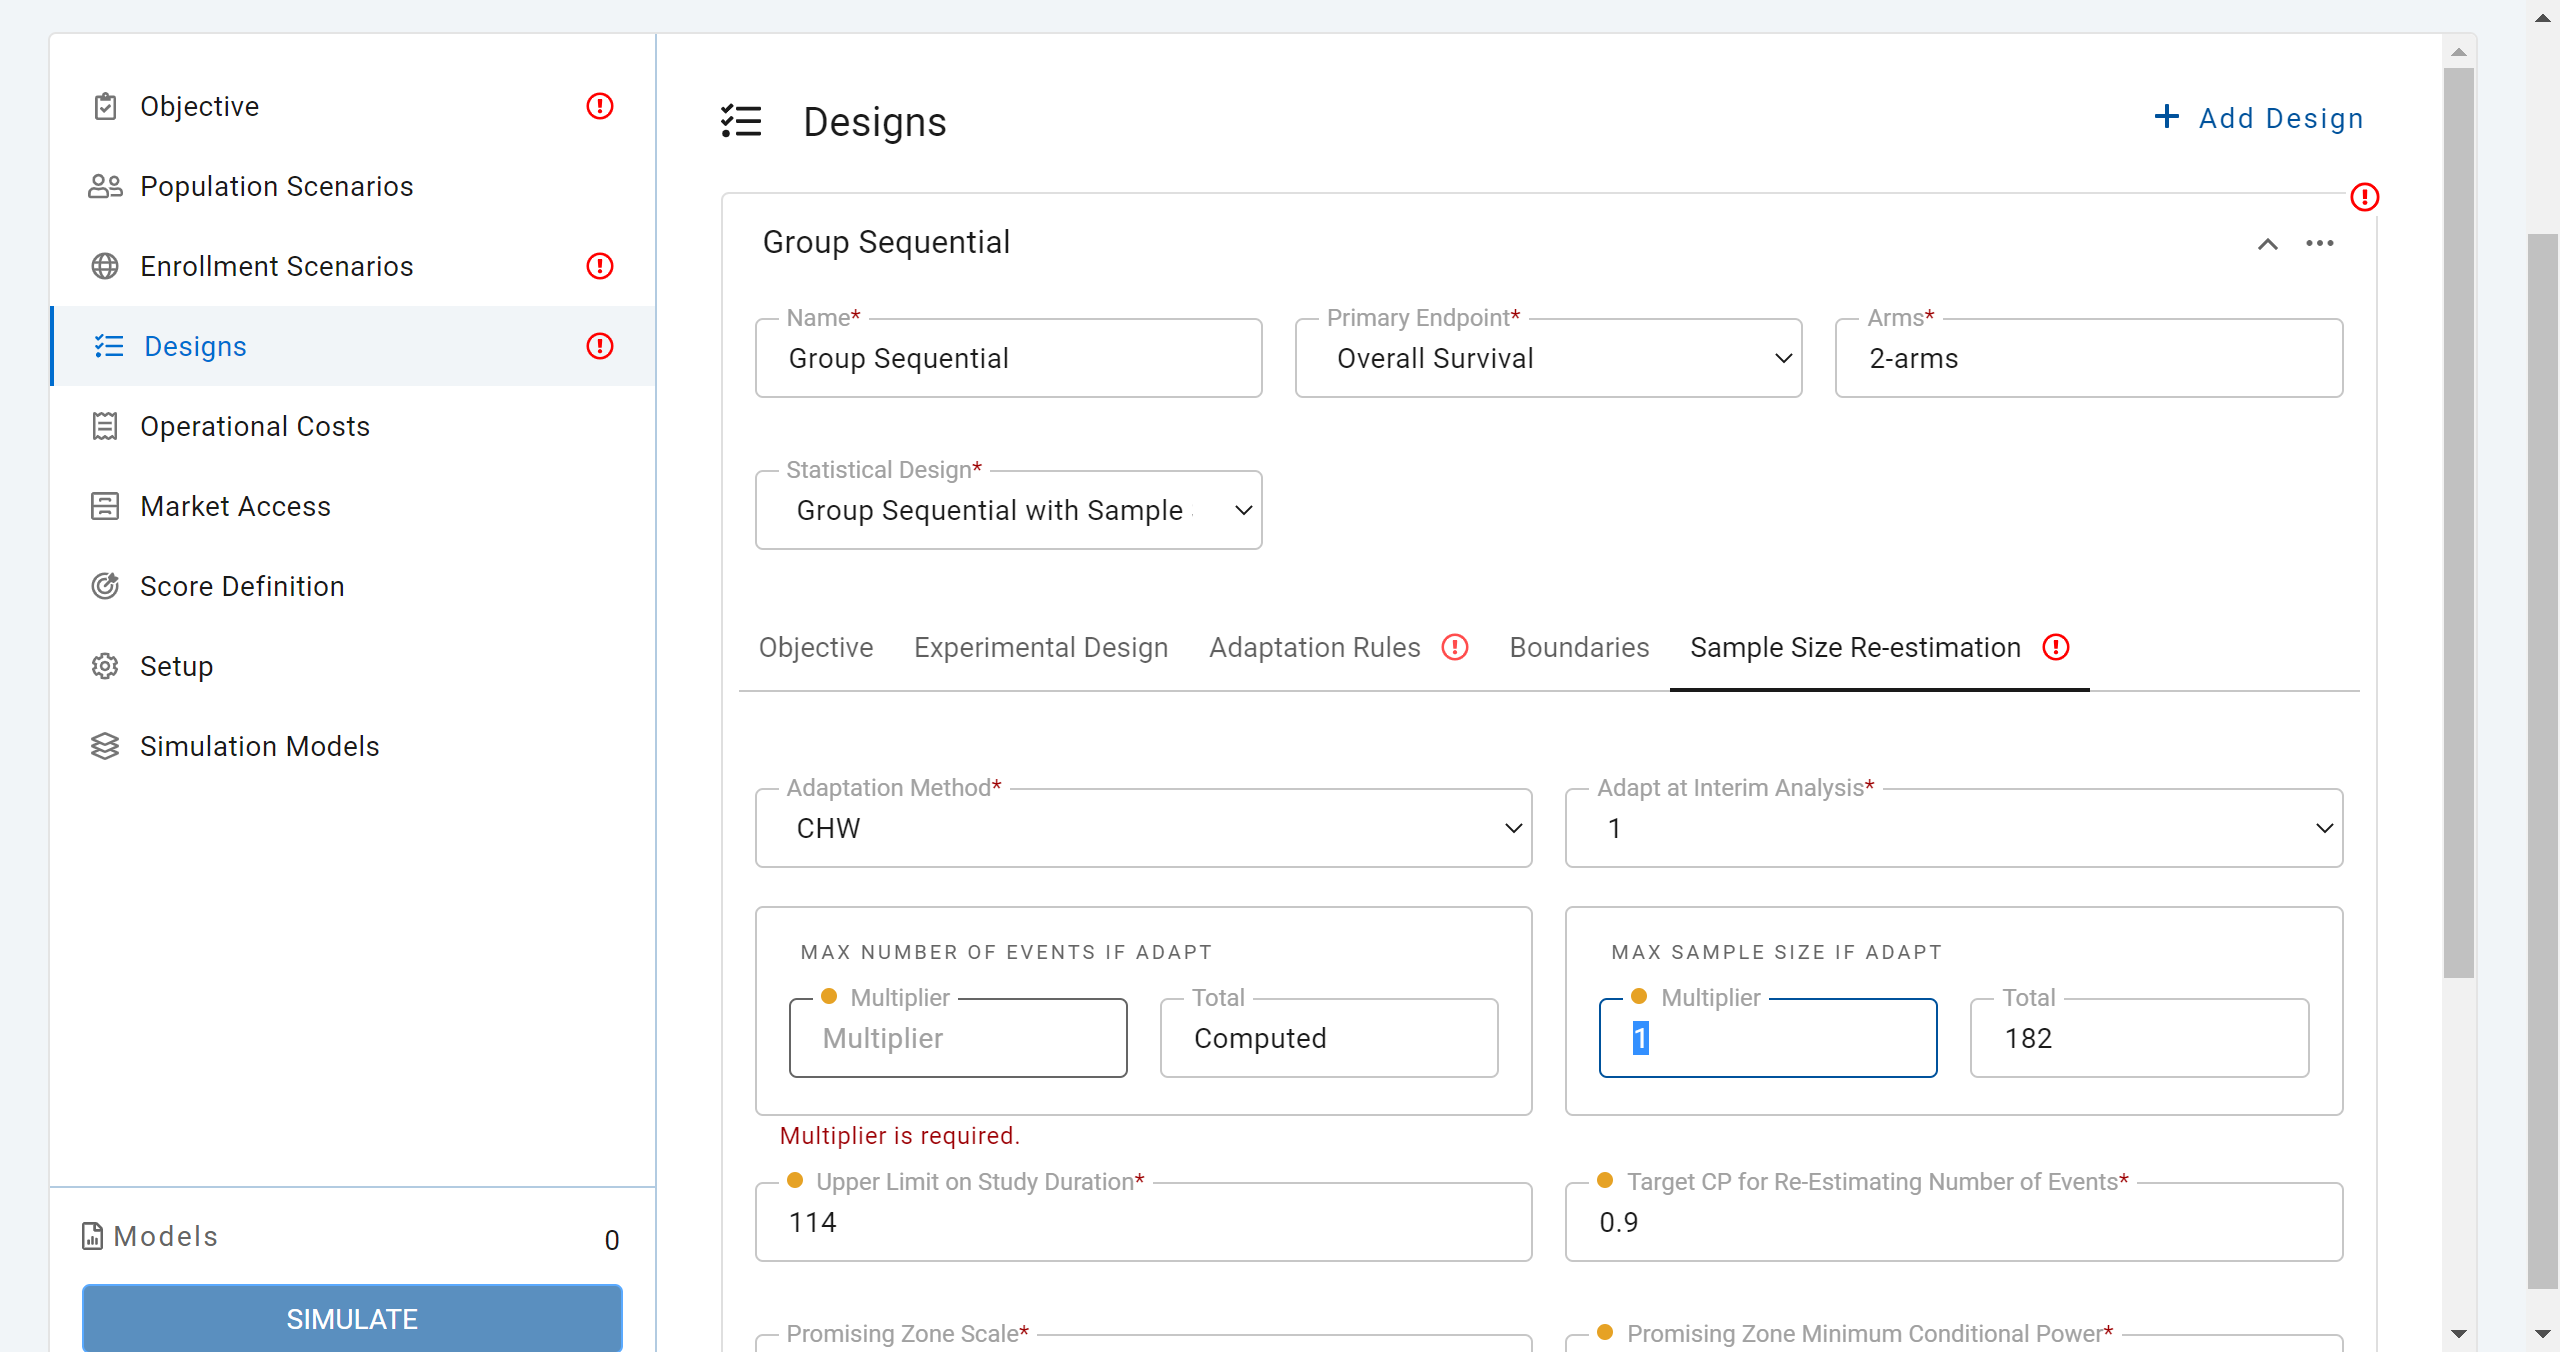 Objective
Population Scenarios
Enrollment Scenarios
Designs
Operational Costs
Market Access
Score Definition
Setup
Simulation Models
Models 0
SIMULATE
Designs
Add Design
Group Sequential
Name*
Group Sequential
Primary Endpoint*
Overall Survival
Arms*
2-arms
Statistical Design*
Group Sequential with Sample
Objective Experimental Design Adaptation Rules Boundaries Sample Size Re-estimation
Adaptation Method*
CHW
Adapt at Interim Analysis*
1
MAX NUMBER OF EVENTS IF ADAPT
Multiplier
Multiplier
Total
Computed
Multiplier is required.
MAX SAMPLE SIZE IF ADAPT
Multiplier
1
Total
182
Upper Limit on Study Duration*
114
Target CP for Re-Estimating Number of Events*
0.9
Promising Zone Scale*
Promising Zone Minimum Conditional Power*